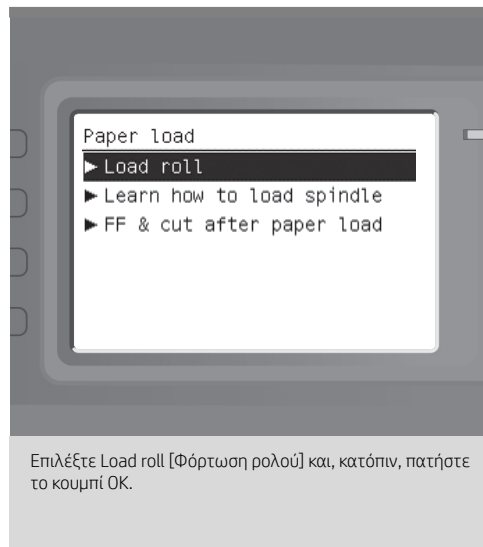 Paper load
▶ Load roll
▶ Learn how to load spindle
▶ FF & cut after paper load
Επιλέξτε Load roll [Φόρτωση ρολού] και, κατόπιν, πατήστε
το κουμπί OK.